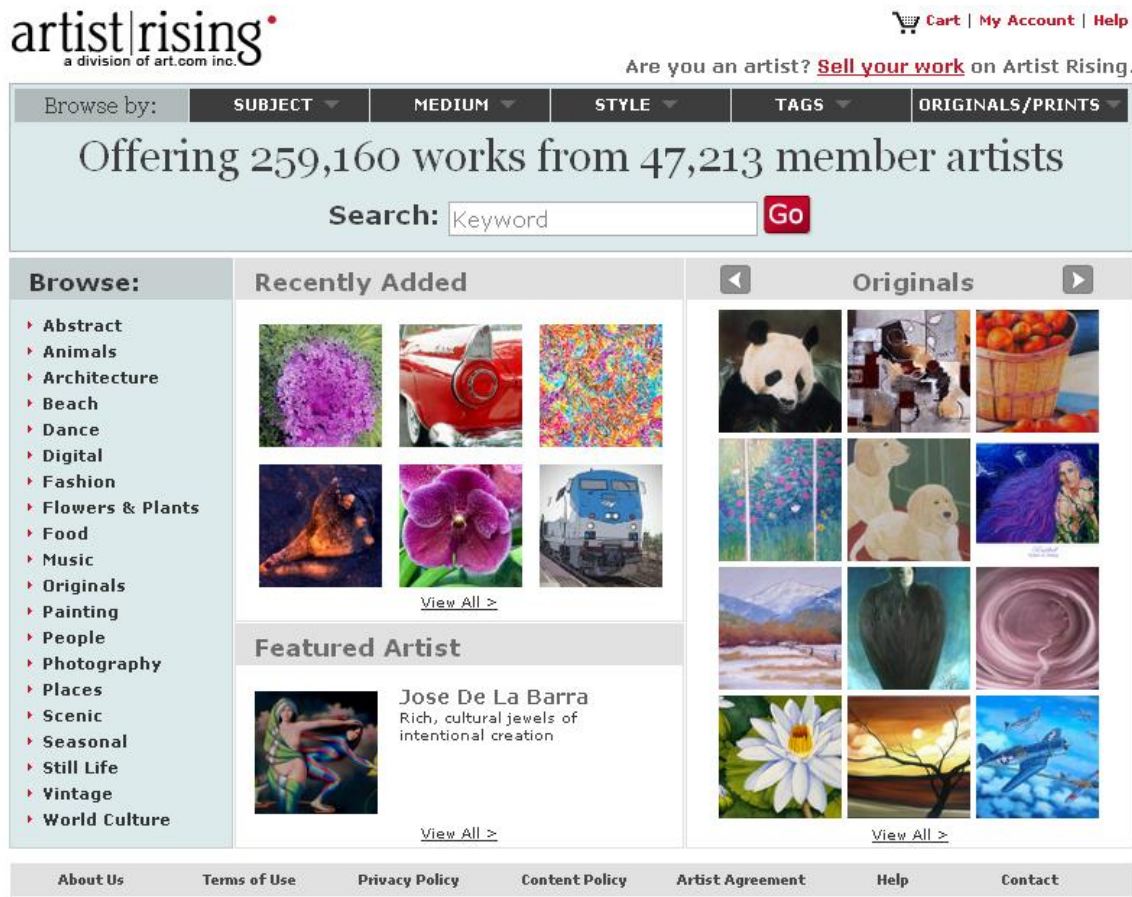 artist|rising
a division of art.com inc.
Cart | My Account | Help
Are you an artist? Sell your work on Artist Rising.
Browse by:
SUBJECT
MEDIUM
STYLE
TAGS
ORIGINALS/PRINTS
Offering 259,160 works from 47,213 member artists
Search: Keyword Go
Browse:
Abstract
Animals
Architecture
Beach
Dance
Digital
Fashion
Flowers & Plants
Food
Music
Originals
Painting
People
Photography
Places
Scenic
Seasonal
Still Life
Vintage
World Culture
Recently Added
View All >
Featured Artist
Jose De La Barra
Rich, cultural jewels of
intentional creation
View All >
Originals
View All >
About Us
Terms of Use
Privacy Policy
Content Policy
Artist Agreement
Help
Contact